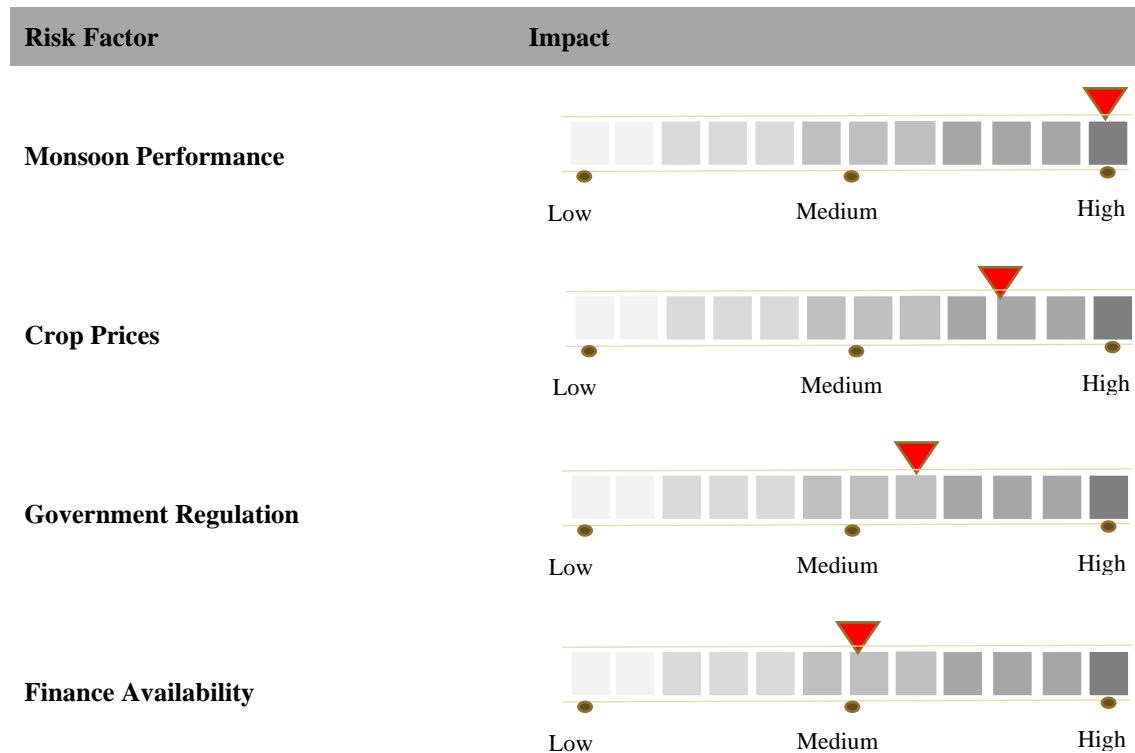 Risk Factor Impact
Monsoon Performance
Low Medium High
Crop Prices
Low Medium High
Government Regulation
Low Medium High
Finance Availability
Low Medium High